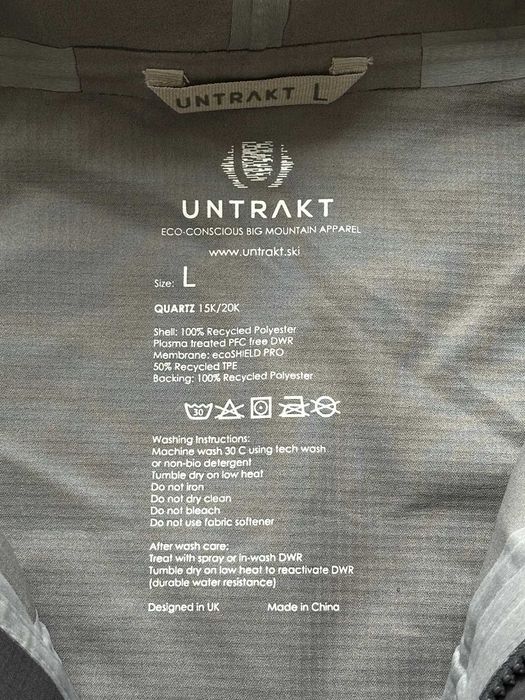 UNTRAKT L
UNTRAKT
ECO-CONSCIOUS BIG MOUNTAIN APPAREL
www.untrakt.ski
Size: L
QUARTZ 15K/20K
Shell: 100% Recycled Polyester
Plasma treated PFC free DWR
Membrane: ecoSHIELD PRO
50% Recycled TPE
Backing: 100% Recycled Polyester
30
Washing Instructions:
Machine wash 30 C using tech wash
or non-bio detergent
Tumble dry on low heat
Do not iron
Do not dry clean
Do not bleach
Do not use fabric softener
After wash care:
Treat with spray or in-wash DWR
Tumble dry on low heat to reactivate DWR
(durable water resistance)
Designed in UK Made in China